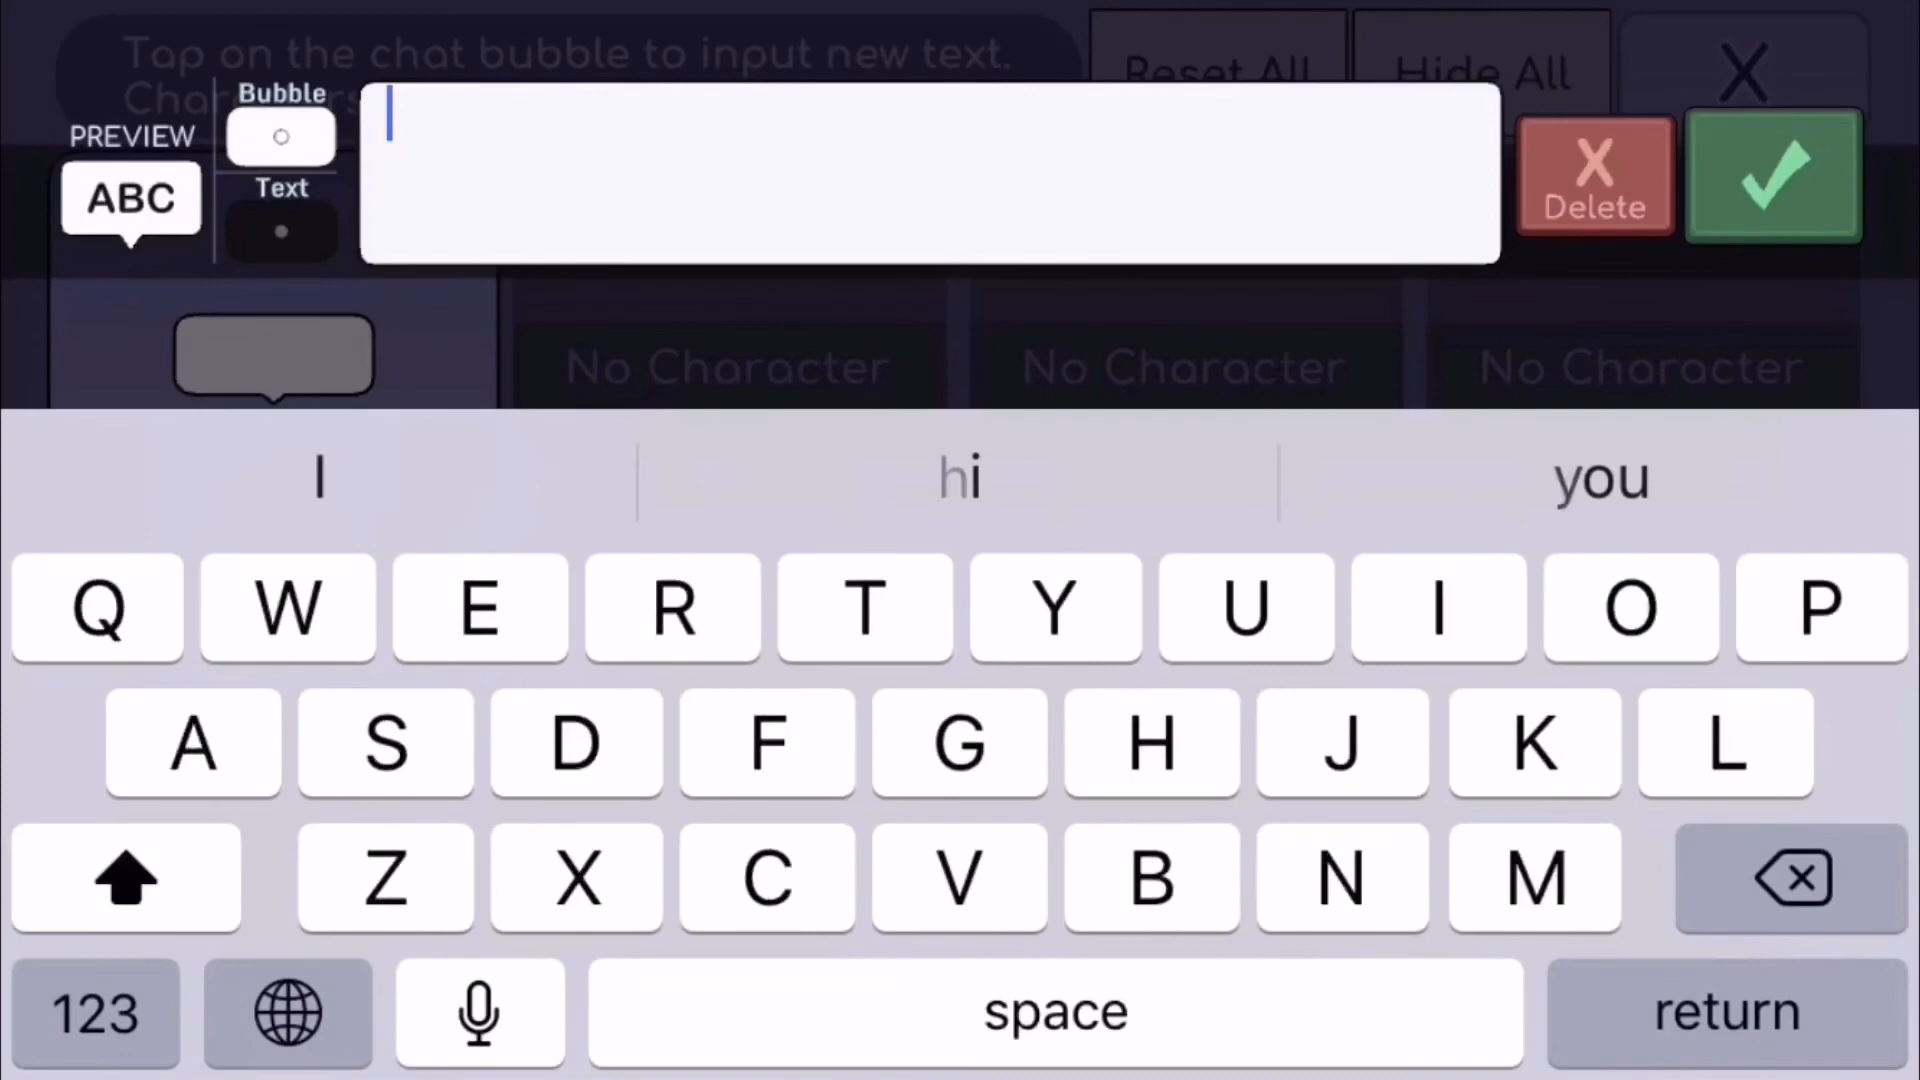 Tap on the chat bubble to input new text.
Reset All
Hide All
X
Bubble
PREVIEW
ABC
Text
X
Delete
No Character
No Character
No Character
I
hi
you
Q W E R T Y U I O P
A S D F G H J K L
Z X C V B N M
123
space
return